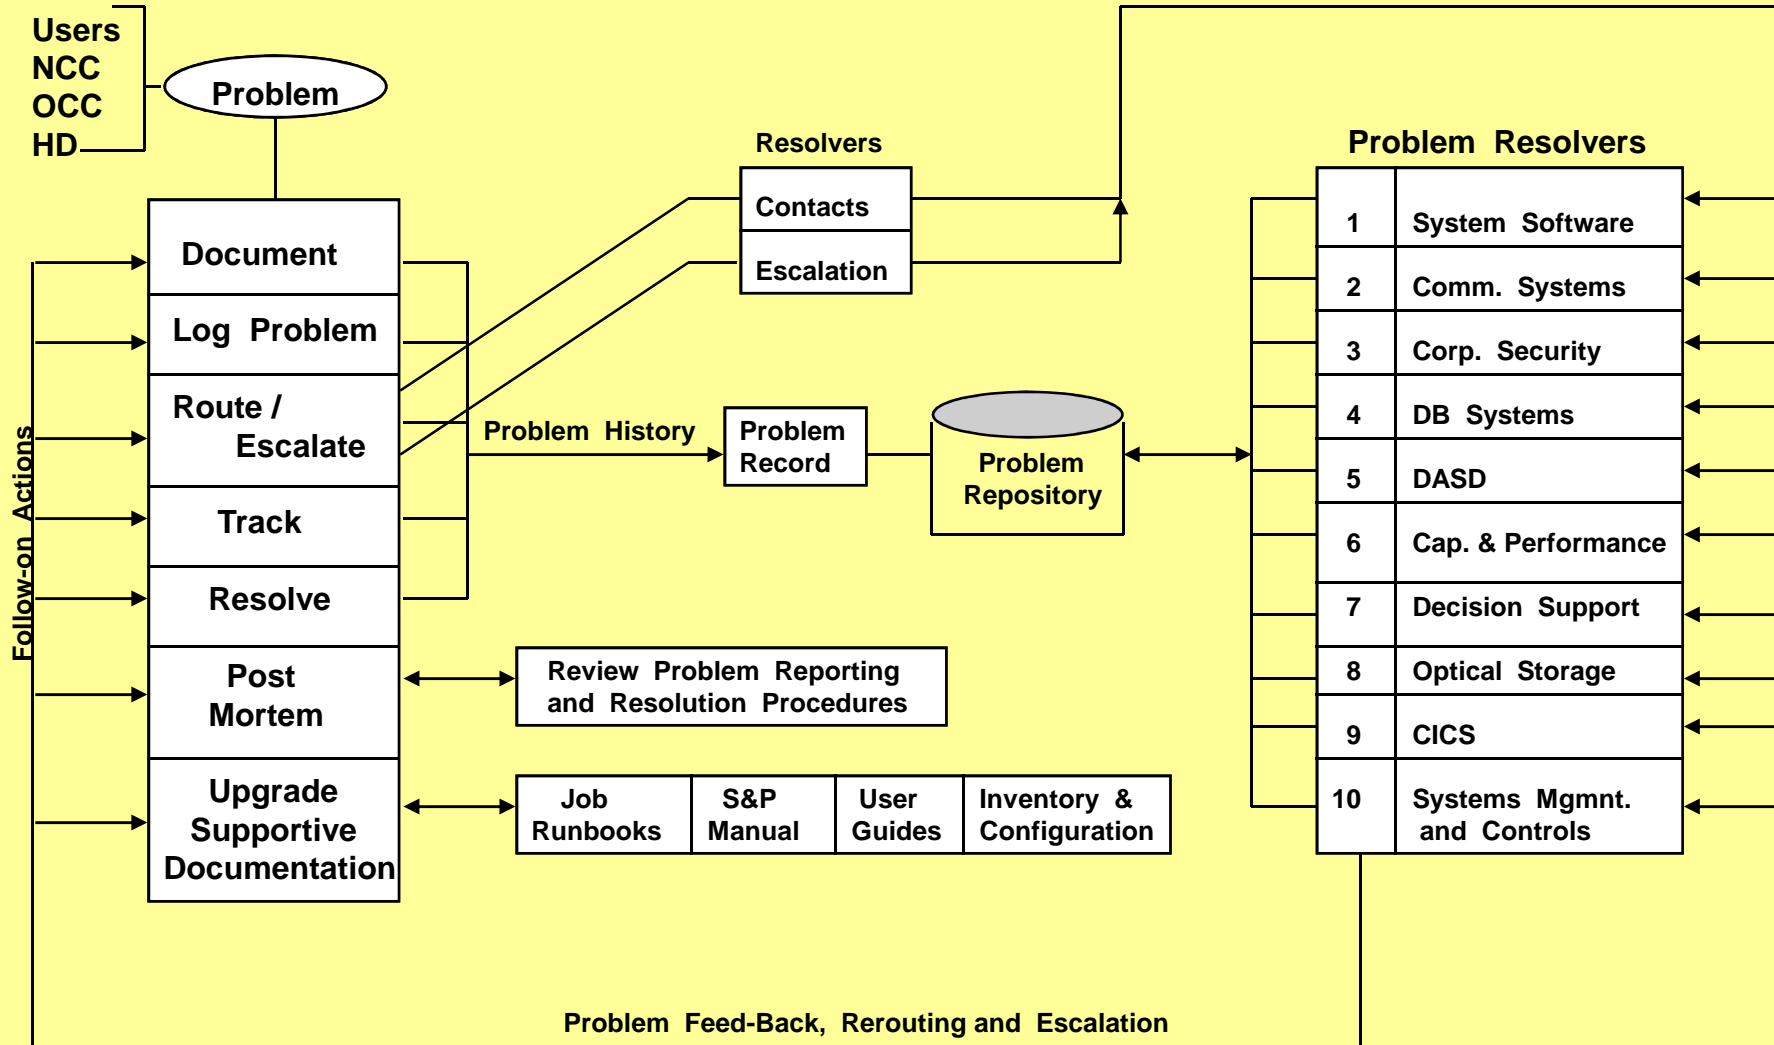 Users
NCC
OCC
HD
Problem
Document
Log Problem
Route /
Escalate
Track
Resolve
Post
Mortem
Upgrade
Supportive
Documentation
Follow-on Actions
Resolvers
Contacts
Escalation
Problem History
Problem
Record
Problem
Repository
Review Problem Reporting
and Resolution Procedures
Job
Runbooks
S&P
Manual
User
Guides
Inventory &
Configuration
Problem Resolvers
1 System Software
2 Comm. Systems
3 Corp. Security
4 DB Systems
5 DASD
6 Cap. & Performance
7 Decision Support
8 Optical Storage
9 CICS
10 Systems Mgmnt.
and Controls
Problem Feed-Back, Rerouting and Escalation